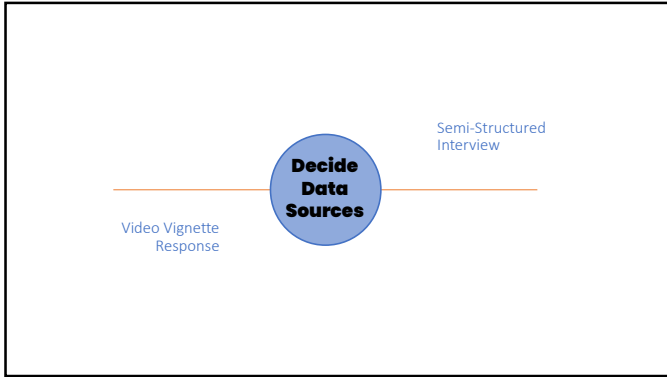 Semi-Structured
Interview
Decide
Data
Sources
Video Vignette
Response